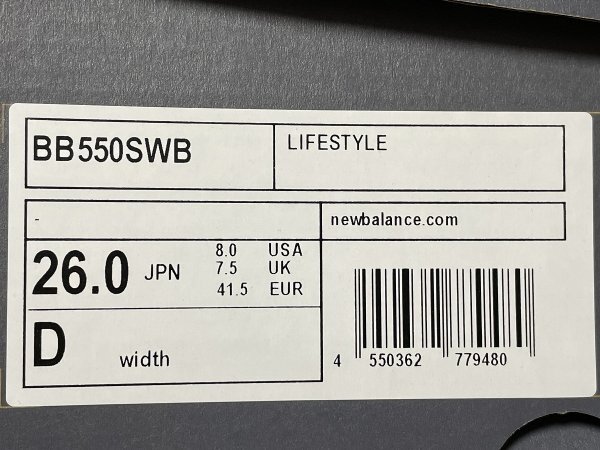 BB550SWB
LIFESTYLE
-
newbalance.com
26.0 JPN
8.0 USA
7.5 UK
41.5 EUR
D width
4 550362 779480